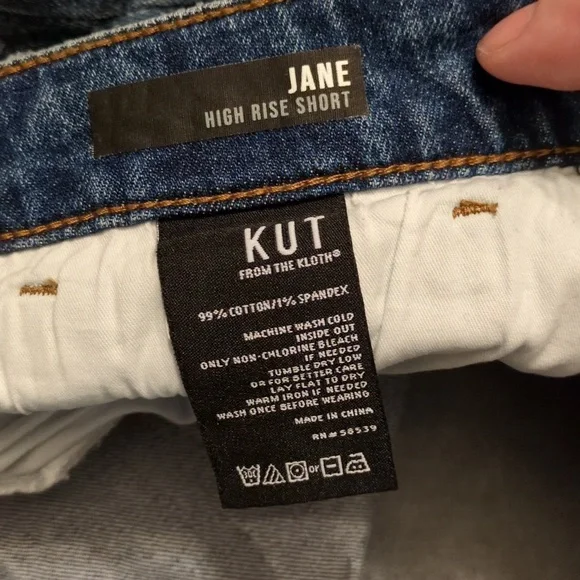 JANE
HIGH RISE SHORT
KUT
FROM THE KLOTH®
99% COTTON/1% SPANDEX
MACHINE WASH COLD
INSIDE OUT
ONLY NON-CHLORINE BLEACH
IF NEEDED
TUMBLE DRY LOW
OR FOR BETTER CARE
LAY FLAT TO DRY
WARM IRON IF NEEDED
WASH ONCE BEFORE WEARING
MADE IN CHINA
RN# 58539
or